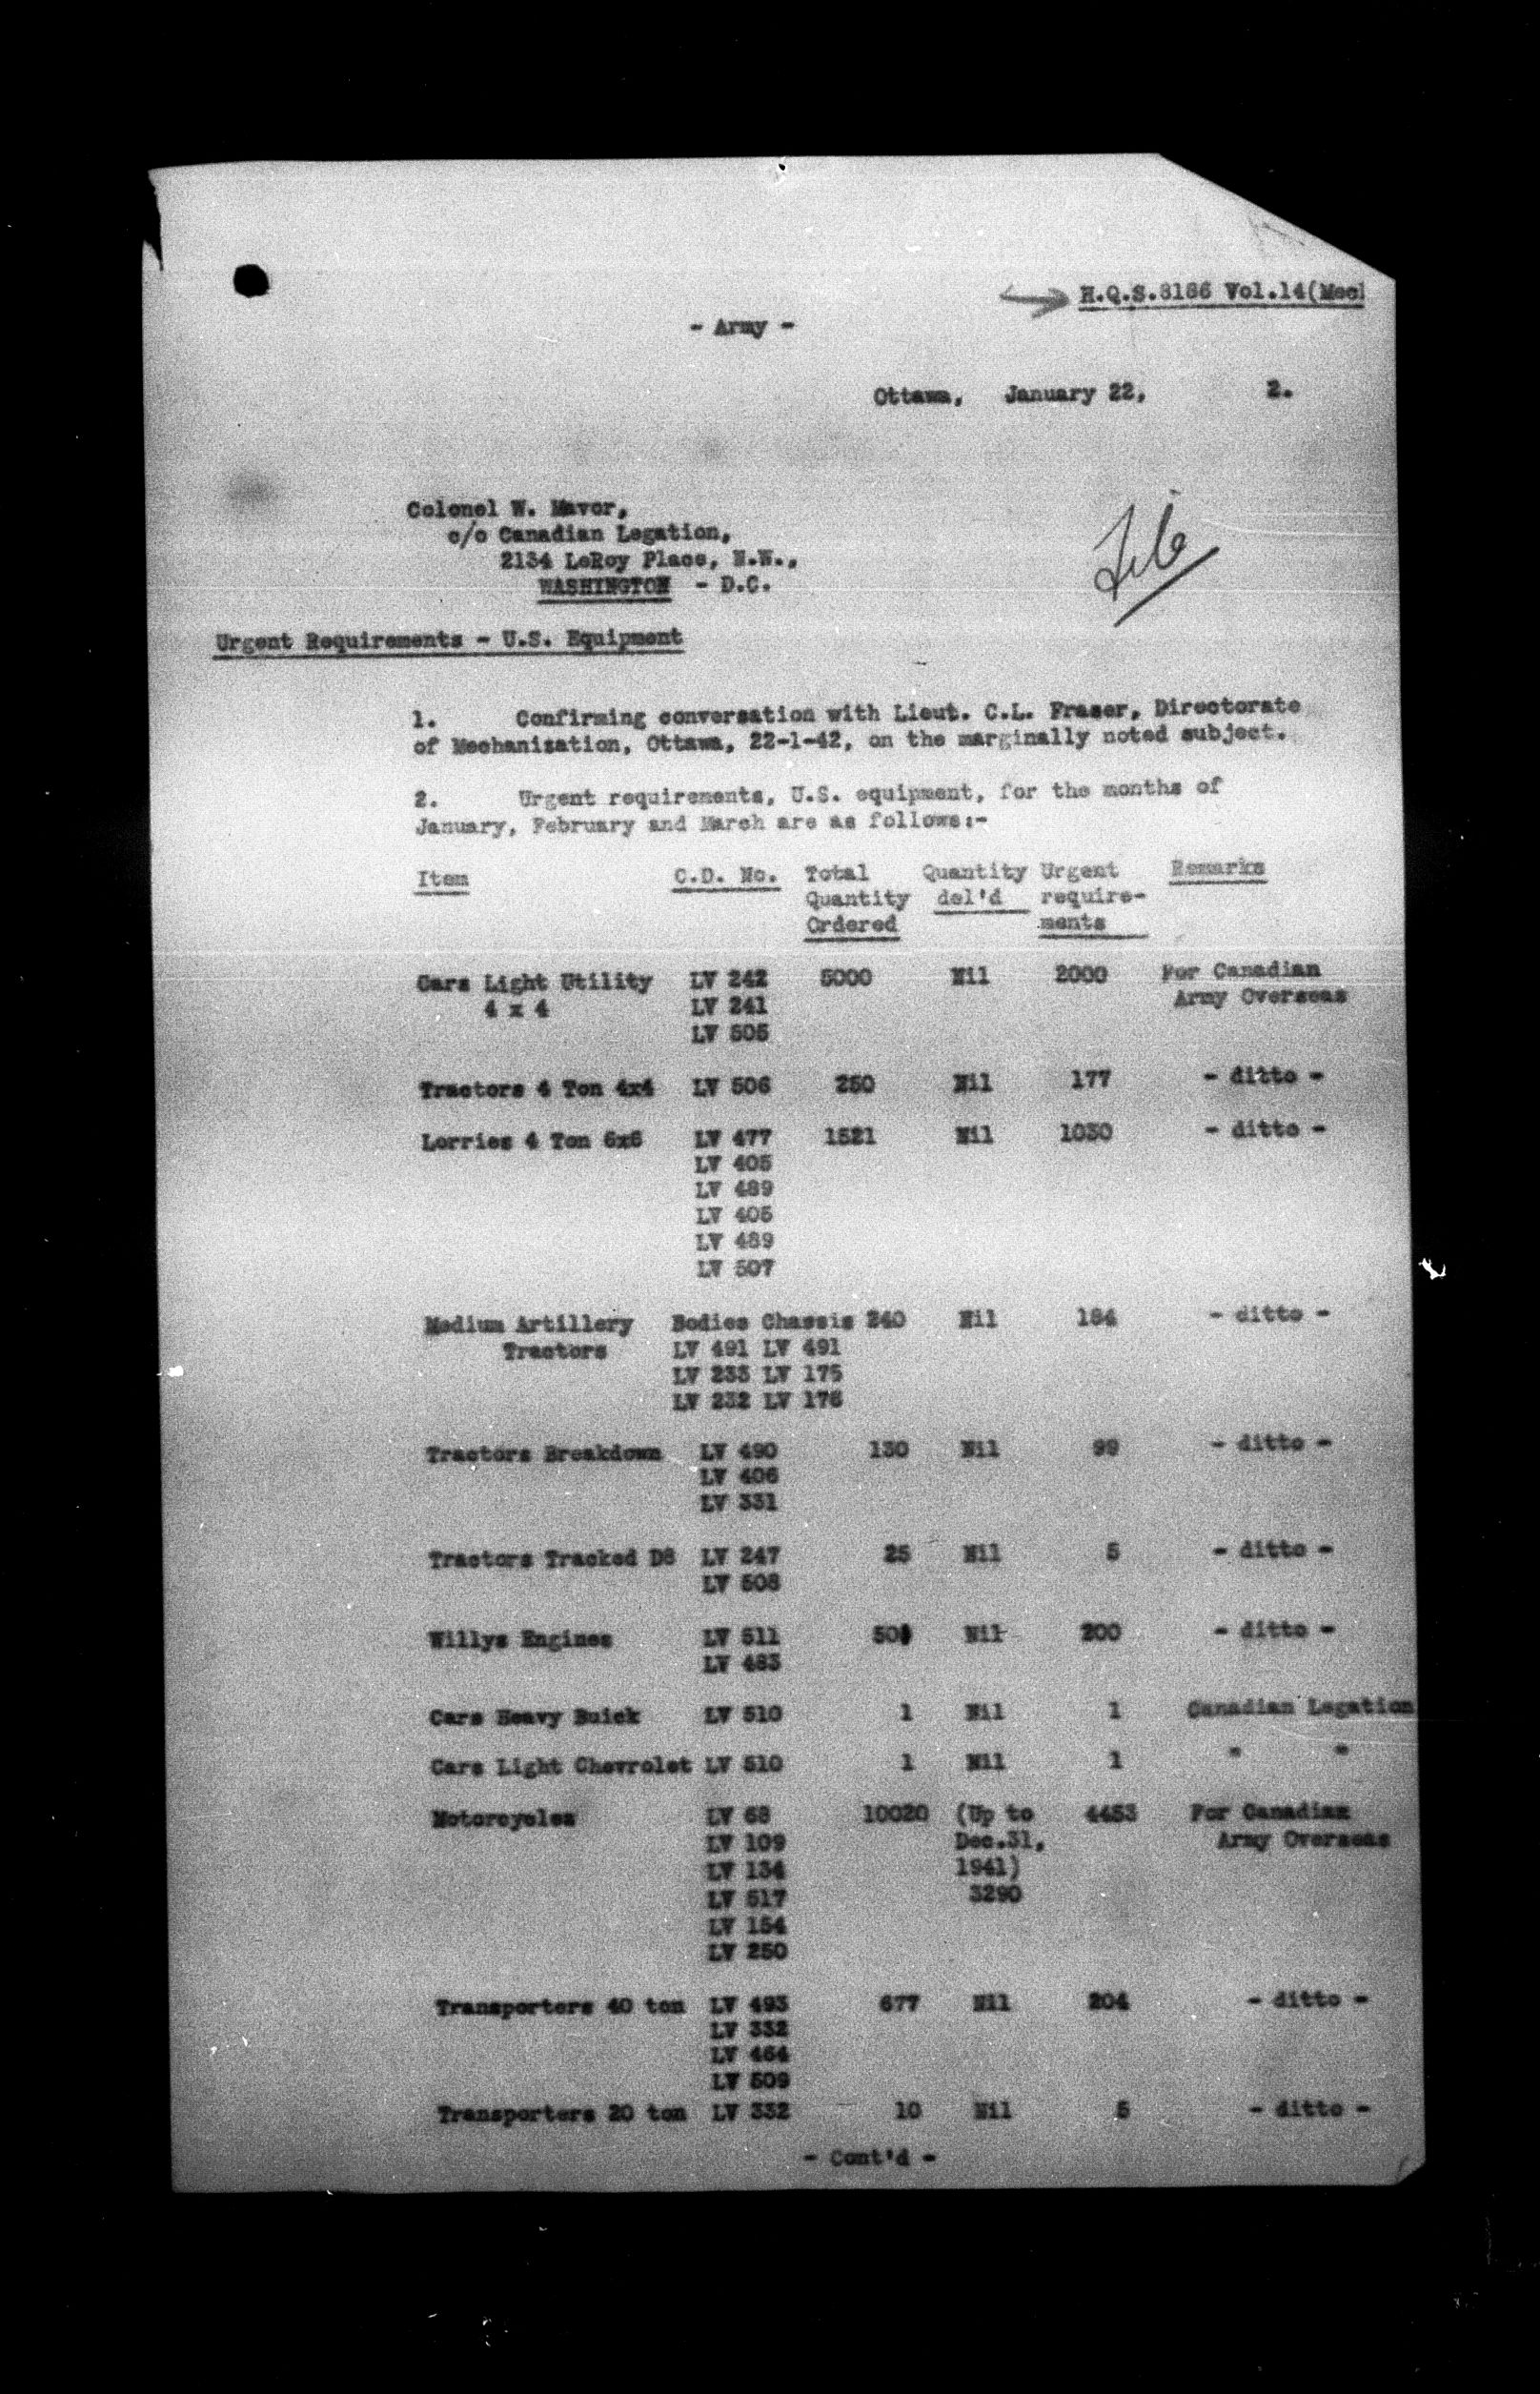 H.Q.S.8186 Vol.14(Mec
- Army -
Ottawa, January 22, 2.
Colonel W. Mavor,
c/o Canadian Legation,
2134 LeRoy Place, N.W.,
WASHINGTON - D.C.
File
Urgent Requirements - U.S. Equipment
1. Confirming conversation with Lieut. C.L. Fraser, Directorate
of Mechanization, Ottawa, 22-1-42, on the marginally noted subject.
2. Urgent requirements, U.S. equipment, for the months of
January, February and March are as follows:-
Item C.D. No. Total Quantity Urgent Remarks
Quantity del'd require-
Ordered ments
Cars Light Utility LV 242 5000 Nil 2000 For Canadian
4 x 4 LV 241 Army Overseas
LV 505
Tractors 4 Ton 4x4 LV 506 250 Nil 177 - ditto -
Lorries 4 Ton 6x6 LV 477 1521 Nil 1030 - ditto -
LV 405
LV 489
LV 405
LV 489
LV 507
Medium Artillery Bodies Chassis 240 Nil 184 - ditto -
Tractors LV 491 LV 491
LV 233 LV 175
LV 232 LV 176
Tractors Breakdown LV 490 130 Nil 99 - ditto -
LV 406
LV 331
Tractors Tracked D8 LV 247 25 Nil 5 - ditto -
LV 508
Willys Engines LV 511 500 Nil 200 - ditto -
LV 483
Cars Heavy Buick LV 510 1 Nil 1 Canadian Legation
Cars Light Chevrolet LV 510 1 Nil 1 " "
Motorcycles LV 68 10020 (Up to 4453 For Canadian
LV 109 Dec.31, Army Overseas
LV 134 1941)
LV 517 3290
LV 154
LV 250
Transporters 40 ton LV 493 677 Nil 204 - ditto -
LV 332
LV 464
LV 509
Transporters 20 ton LV 332 10 Nil 5 - ditto -
- Cont'd -